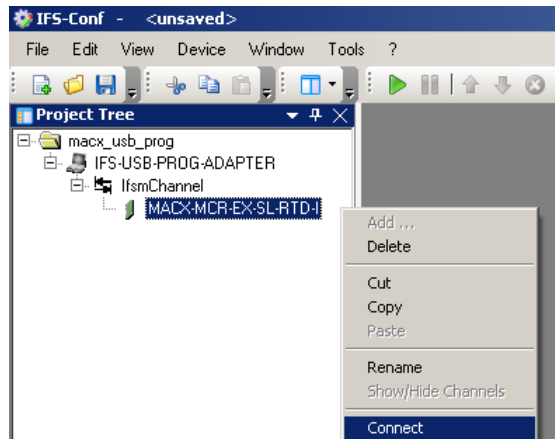 IFS-Conf - <unsaved>
File Edit View Device Window Tools ?
Project Tree
macx_usb_prog
IFS-USB-PROG-ADAPTER
IfsmChannel
MACX-MCR-EX-SL-RTD-I
Add ...
Delete
Cut
Copy
Paste
Rename
Show/Hide Channels
Connect